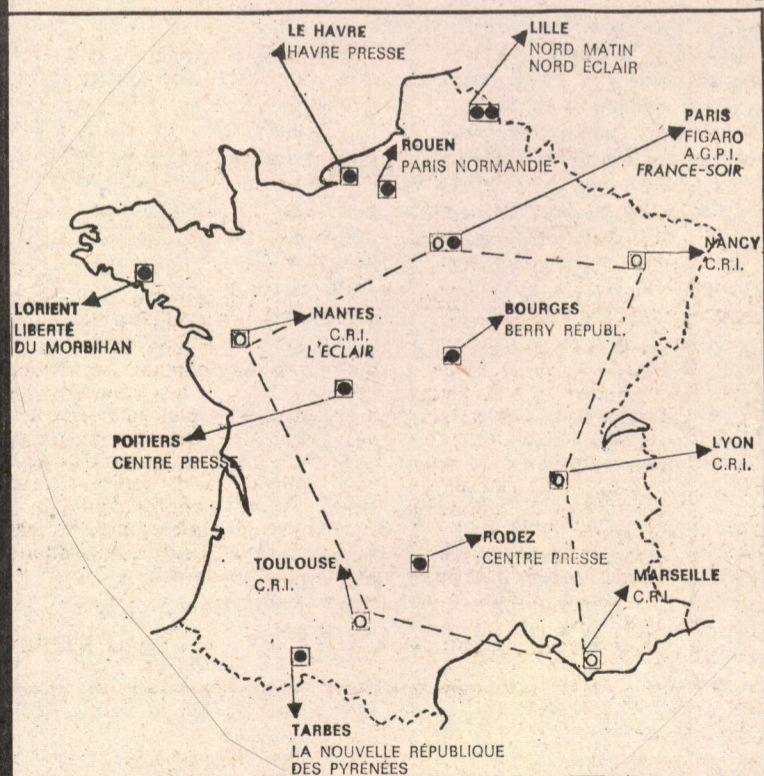 LE HAVRE
HAVRE PRESSE
LILLE
NORD MATIN
NORD ÉCLAIR
PARIS
FIGARO
A.G.P.I.
FRANCE-SOIR
ROUEN
PARIS NORMANDIE
NANCY
C.R.I.
LORIENT
LIBERTÉ
DU MORBIHAN
NANTES
C.R.I.
L'ECLAIR
BOURGES
BERRY RÉPUBL.
POITIERS
CENTRE PRESSE
LYON
C.R.I.
TOULOUSE
C.R.I.
RODEZ
CENTRE PRESSE
MARSEILLE
C.R.I.
TARBES
LA NOUVELLE RÉPUBLIQUE
DES PYRÉNÉES